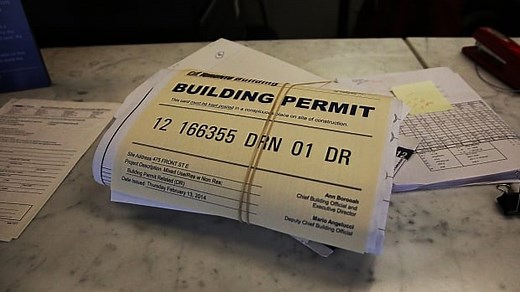 BUILDING PERMIT
This card must be kept posted in a conspicuous place on site of construction.
12 166355 DRN 01 DR
Site Address: 475 FRONT ST E
Project Description: Mixed Use/Res w Non Res:
Building Permit Related (DR)
Date Issued: Thursday February 13, 2014
Ann Borooah
Chief Building Official and
Executive Director
Mario Angelucci
Deputy Chief Building Official